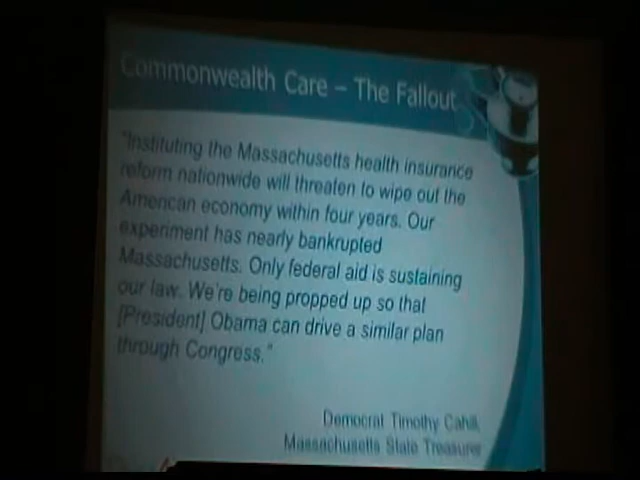 Commonwealth Care – The Fallout
"Instituting the Massachusetts health insurance
reform nationwide will threaten to wipe out the
American economy within four years. Our
experiment has nearly bankrupted
Massachusetts. Only federal aid is sustaining
our law. We're being propped up so that
[President] Obama can drive a similar plan
through Congress."
Democrat Timothy Cahill,
Massachusetts State Treasurer